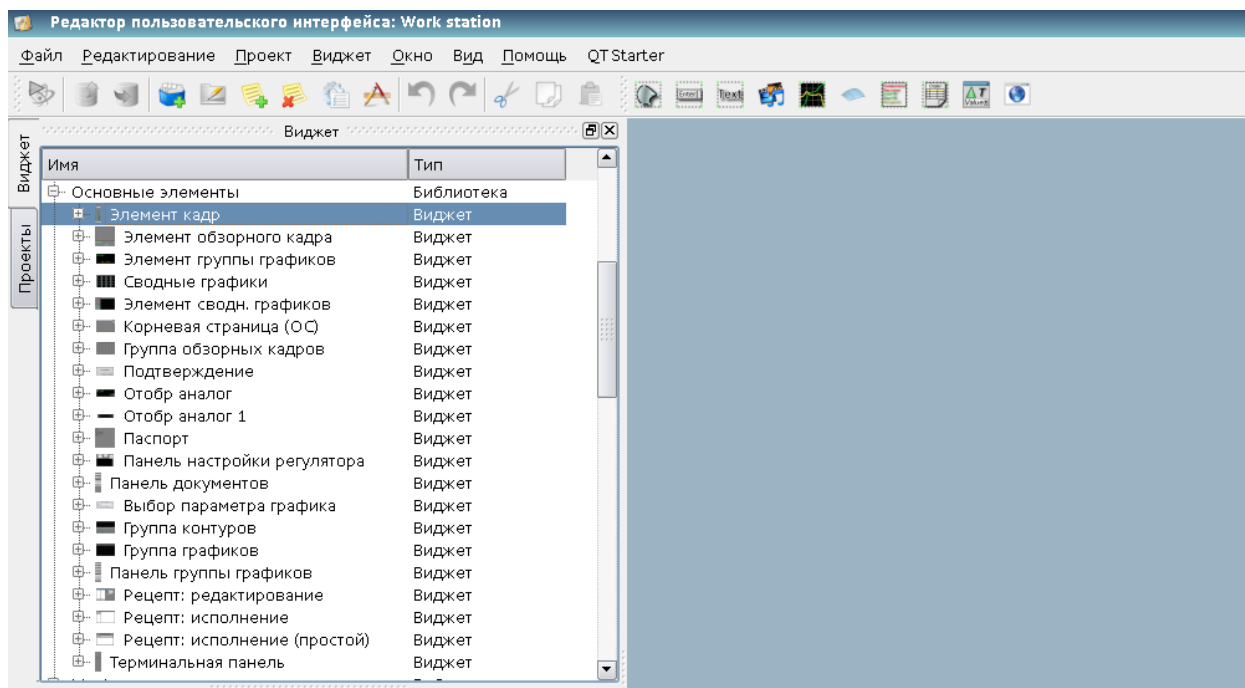 Редактор пользовательского интерфейса: Work station
Файл Редактирование Проект Виджет Окно Вид Помощь QTStarter
Enter Text ΔT Values
Виджет
Виджет
Проекты
Имя Тип
Основные элементы Библиотека
Элемент кадр Виджет
Элемент обзорного кадра Виджет
Элемент группы графиков Виджет
Сводные графики Виджет
Элемент сводн. графиков Виджет
Корневая страница (ОС) Виджет
Группа обзорных кадров Виджет
Подтверждение Виджет
Отобр аналог Виджет
Отобр аналог 1 Виджет
Паспорт Виджет
Панель настройки регулятора Виджет
Панель документов Виджет
Выбор параметра графика Виджет
Группа контуров Виджет
Группа графиков Виджет
Панель группы графиков Виджет
Рецепт: редактирование Виджет
Рецепт: исполнение Виджет
Рецепт: исполнение (простой) Виджет
Терминальная панель Виджет